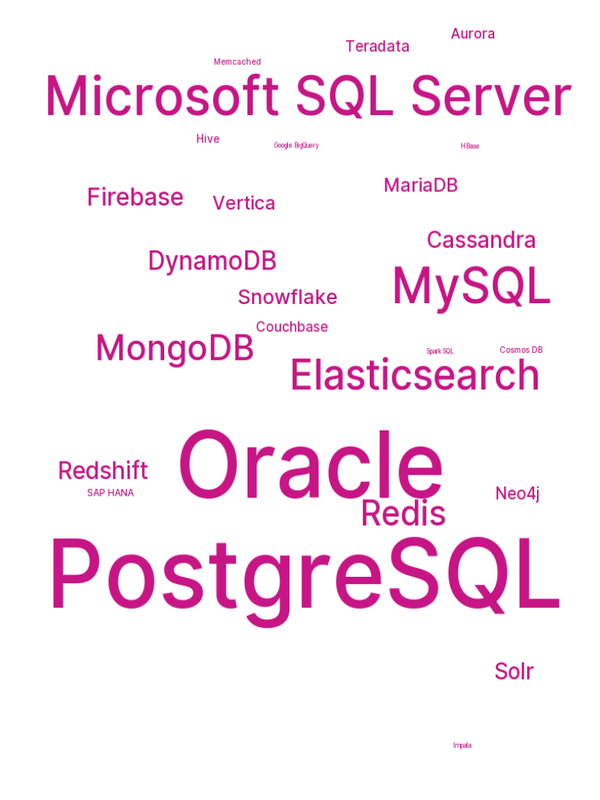 Aurora
Teradata
Memcached
Microsoft SQL Server
Hive
Google BigQuery
HBase
MariaDB
Firebase
Vertica
Cassandra
DynamoDB
MySQL
Snowflake
Couchbase
MongoDB
Spark SQL
Cosmos DB
Elasticsearch
Oracle
Redshift
SAP HANA
Neo4j
Redis
PostgreSQL
Solr
Impala